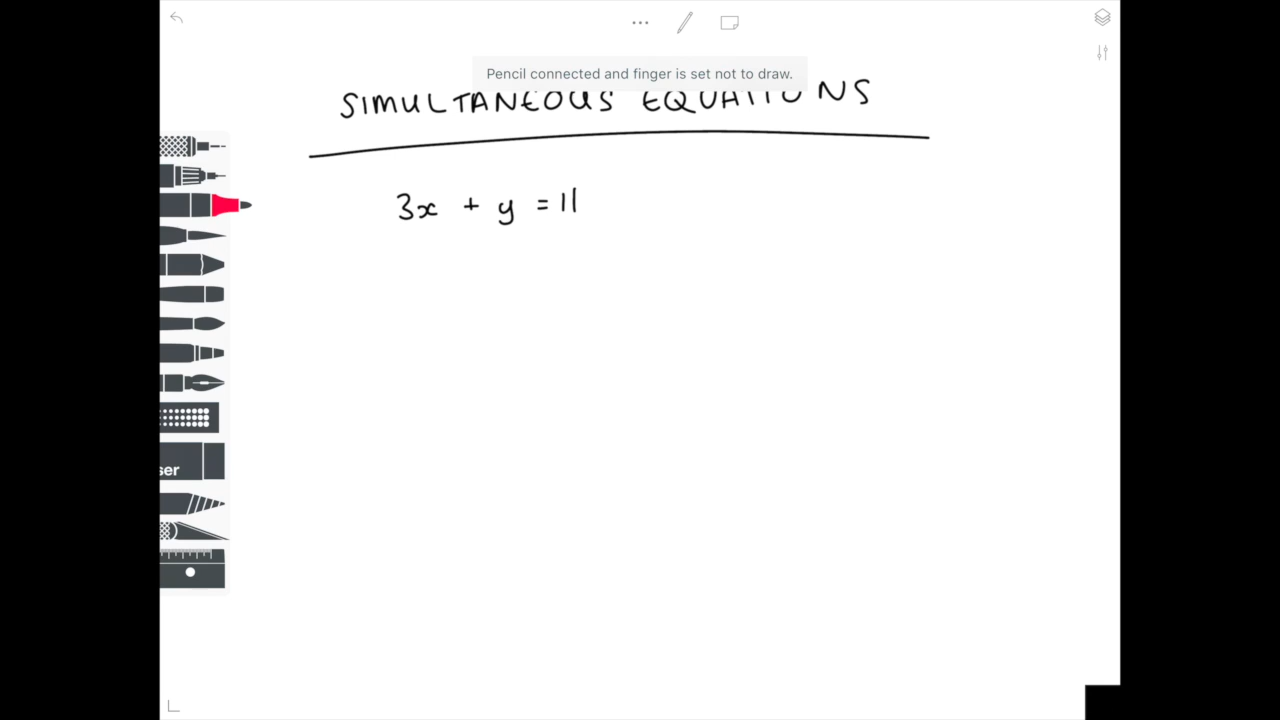 Pencil connected and finger is set not to draw.
SIMULTANEOUS EQUATIONS
3x + y = 11
ser